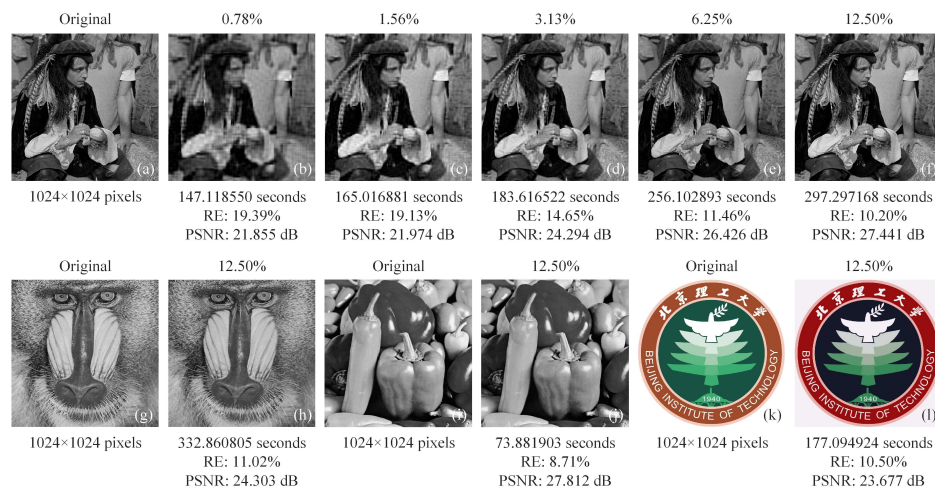 Original 0.78% 1.56% 3.13% 6.25% 12.50%
(a) (b) (c) (d) (e) (f)
1024×1024 pixels 147.118550 seconds 165.016881 seconds 183.616522 seconds 256.102893 seconds 297.297168 seconds
RE: 19.39% RE: 19.13% RE: 14.65% RE: 11.46% RE: 10.20%
PSNR: 21.855 dB PSNR: 21.974 dB PSNR: 24.294 dB PSNR: 26.426 dB PSNR: 27.441 dB
Original 12.50% Original 12.50% Original 12.50%
北京理工大学 北京理工大学
BEIJING INSTITUTE OF TECHNOLOGY BEIJING INSTITUTE OF TECHNOLOGY
1940 1940
(g) (h) (i) (j) (k) (l)
1024×1024 pixels 332.860805 seconds 1024×1024 pixels 73.881903 seconds 1024×1024 pixels 177.094924 seconds
RE: 11.02% RE: 8.71% RE: 10.50%
PSNR: 24.303 dB PSNR: 27.812 dB PSNR: 23.677 dB